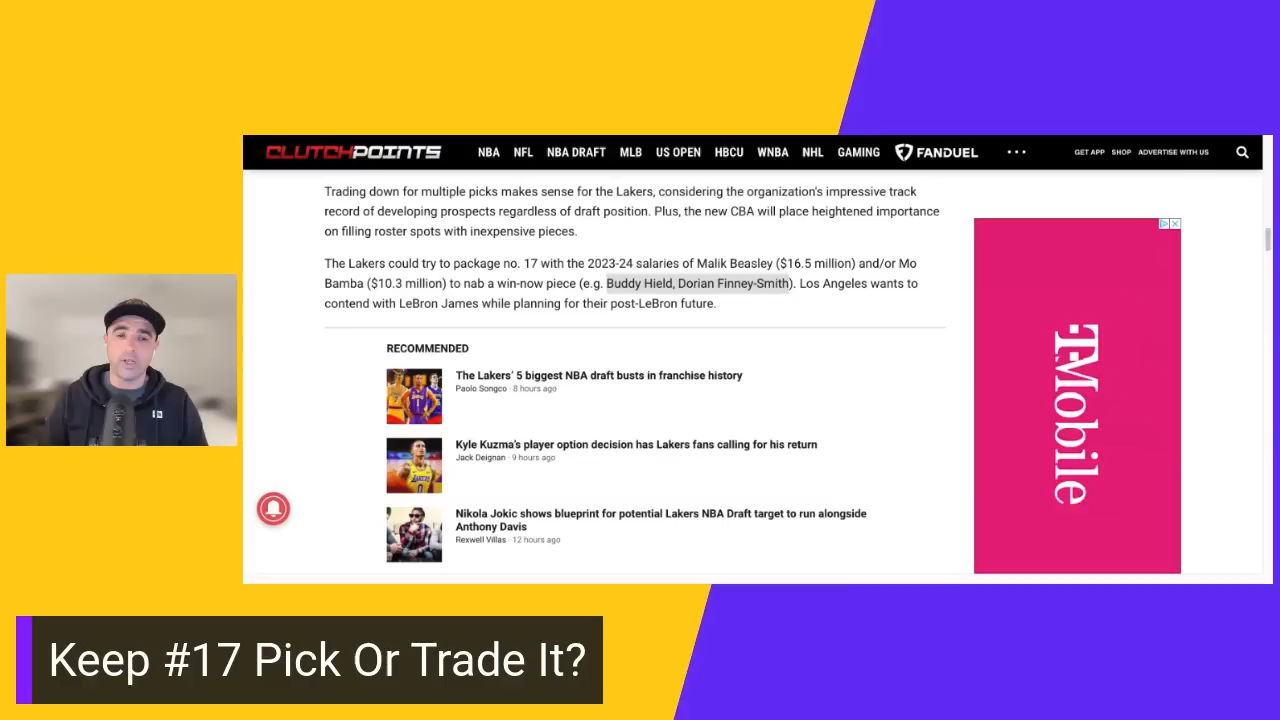 CLUTCHPOINTS NBA NFL NBA DRAFT MLB US OPEN HBCU WNBA NHL GAMING FANDUEL GET APP SHOP ADVERTISE WITH US
Trading down for multiple picks makes sense for the Lakers, considering the organization's impressive track
record of developing prospects regardless of draft position. Plus, the new CBA will place heightened importance
on filling roster spots with inexpensive pieces.
The Lakers could try to package no. 17 with the 2023-24 salaries of Malik Beasley ($16.5 million) and/or Mo
Bamba ($10.3 million) to nab a win-now piece (e.g. Buddy Hield, Dorian Finney-Smith). Los Angeles wants to
contend with LeBron James while planning for their post-LeBron future.
RECOMMENDED
The Lakers' 5 biggest NBA draft busts in franchise history
Paolo Songco · 8 hours ago
Kyle Kuzma's player option decision has Lakers fans calling for his return
Jack Deignan · 9 hours ago
Nikola Jokic shows blueprint for potential Lakers NBA Draft target to run alongside
Anthony Davis
Rexwell Villas · 12 hours ago
T-Mobile
Keep #17 Pick Or Trade It?